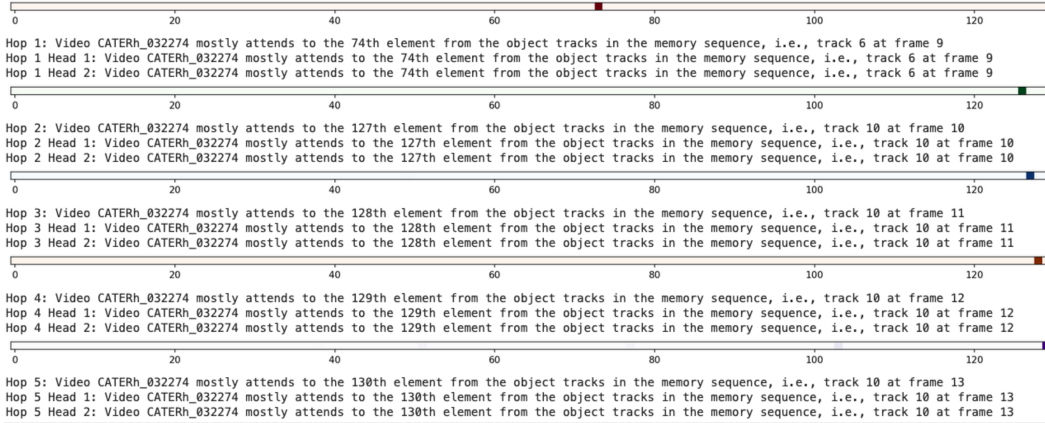 0 20 40 60 80 100 120
Hop 1: Video CATERh_032274 mostly attends to the 74th element from the object tracks in the memory sequence, i.e., track 6 at frame 9
Hop 1 Head 1: Video CATERh_032274 mostly attends to the 74th element from the object tracks in the memory sequence, i.e., track 6 at frame 9
Hop 1 Head 2: Video CATERh_032274 mostly attends to the 74th element from the object tracks in the memory sequence, i.e., track 6 at frame 9
0 20 40 60 80 100 120
Hop 2: Video CATERh_032274 mostly attends to the 127th element from the object tracks in the memory sequence, i.e., track 10 at frame 10
Hop 2 Head 1: Video CATERh_032274 mostly attends to the 127th element from the object tracks in the memory sequence, i.e., track 10 at frame 10
Hop 2 Head 2: Video CATERh_032274 mostly attends to the 127th element from the object tracks in the memory sequence, i.e., track 10 at frame 10
0 20 40 60 80 100 120
Hop 3: Video CATERh_032274 mostly attends to the 128th element from the object tracks in the memory sequence, i.e., track 10 at frame 11
Hop 3 Head 1: Video CATERh_032274 mostly attends to the 128th element from the object tracks in the memory sequence, i.e., track 10 at frame 11
Hop 3 Head 2: Video CATERh_032274 mostly attends to the 128th element from the object tracks in the memory sequence, i.e., track 10 at frame 11
0 20 40 60 80 100 120
Hop 4: Video CATERh_032274 mostly attends to the 129th element from the object tracks in the memory sequence, i.e., track 10 at frame 12
Hop 4 Head 1: Video CATERh_032274 mostly attends to the 129th element from the object tracks in the memory sequence, i.e., track 10 at frame 12
Hop 4 Head 2: Video CATERh_032274 mostly attends to the 129th element from the object tracks in the memory sequence, i.e., track 10 at frame 12
0 20 40 60 80 100 120
Hop 5: Video CATERh_032274 mostly attends to the 130th element from the object tracks in the memory sequence, i.e., track 10 at frame 13
Hop 5 Head 1: Video CATERh_032274 mostly attends to the 130th element from the object tracks in the memory sequence, i.e., track 10 at frame 13
Hop 5 Head 2: Video CATERh_032274 mostly attends to the 130th element from the object tracks in the memory sequence, i.e., track 10 at frame 13